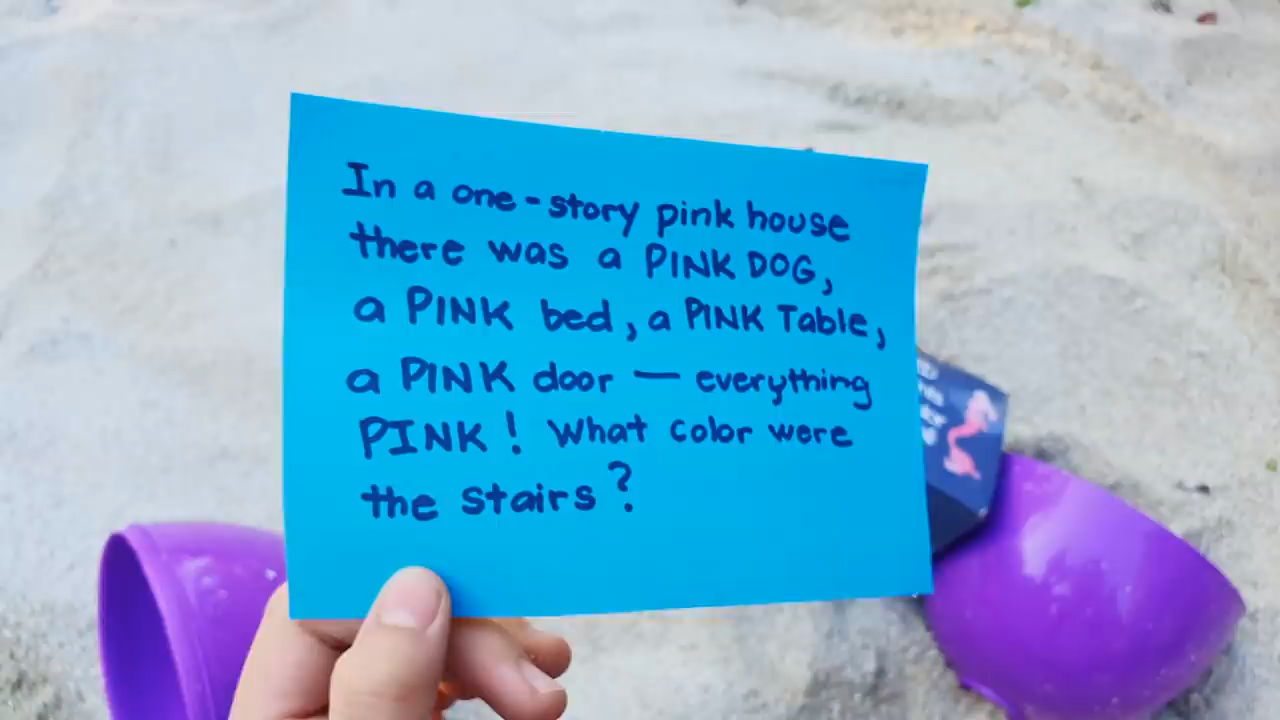 In a one-story pink house
there was a PINK DOG,
a PINK bed, a PINK Table,
a PINK door — everything
PINK! What color were
the stairs?